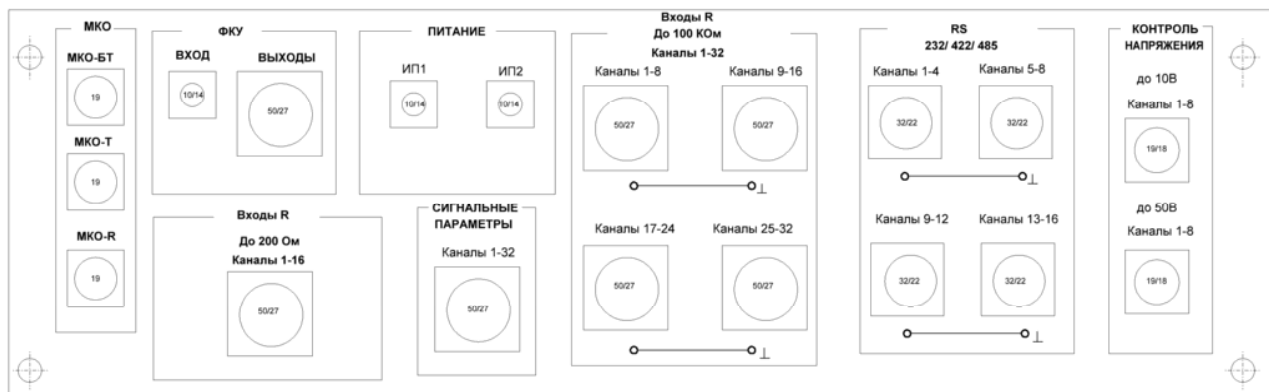 МКО
МКО-БТ
19
МКО-Т
19
МКО-R
19
ФКУ
ВХОД
ВЫХОДЫ
10/14
50/27
ПИТАНИЕ
ИП1
ИП2
10/14
10/14
Входы R
До 200 Ом
Каналы 1-16
50/27
СИГНАЛЬНЫЕ
ПАРАМЕТРЫ
Каналы 1-32
50/27
Входы R
До 100 КОм
Каналы 1-32
Каналы 1-8
Каналы 9-16
50/27
50/27
Каналы 17-24
Каналы 25-32
50/27
50/27
RS
232/ 422/ 485
Каналы 1-4
Каналы 5-8
32/22
32/22
Каналы 9-12
Каналы 13-16
32/22
32/22
КОНТРОЛЬ
НАПРЯЖЕНИЯ
до 10В
Каналы 1-8
19/18
до 50В
Каналы 1-8
19/18